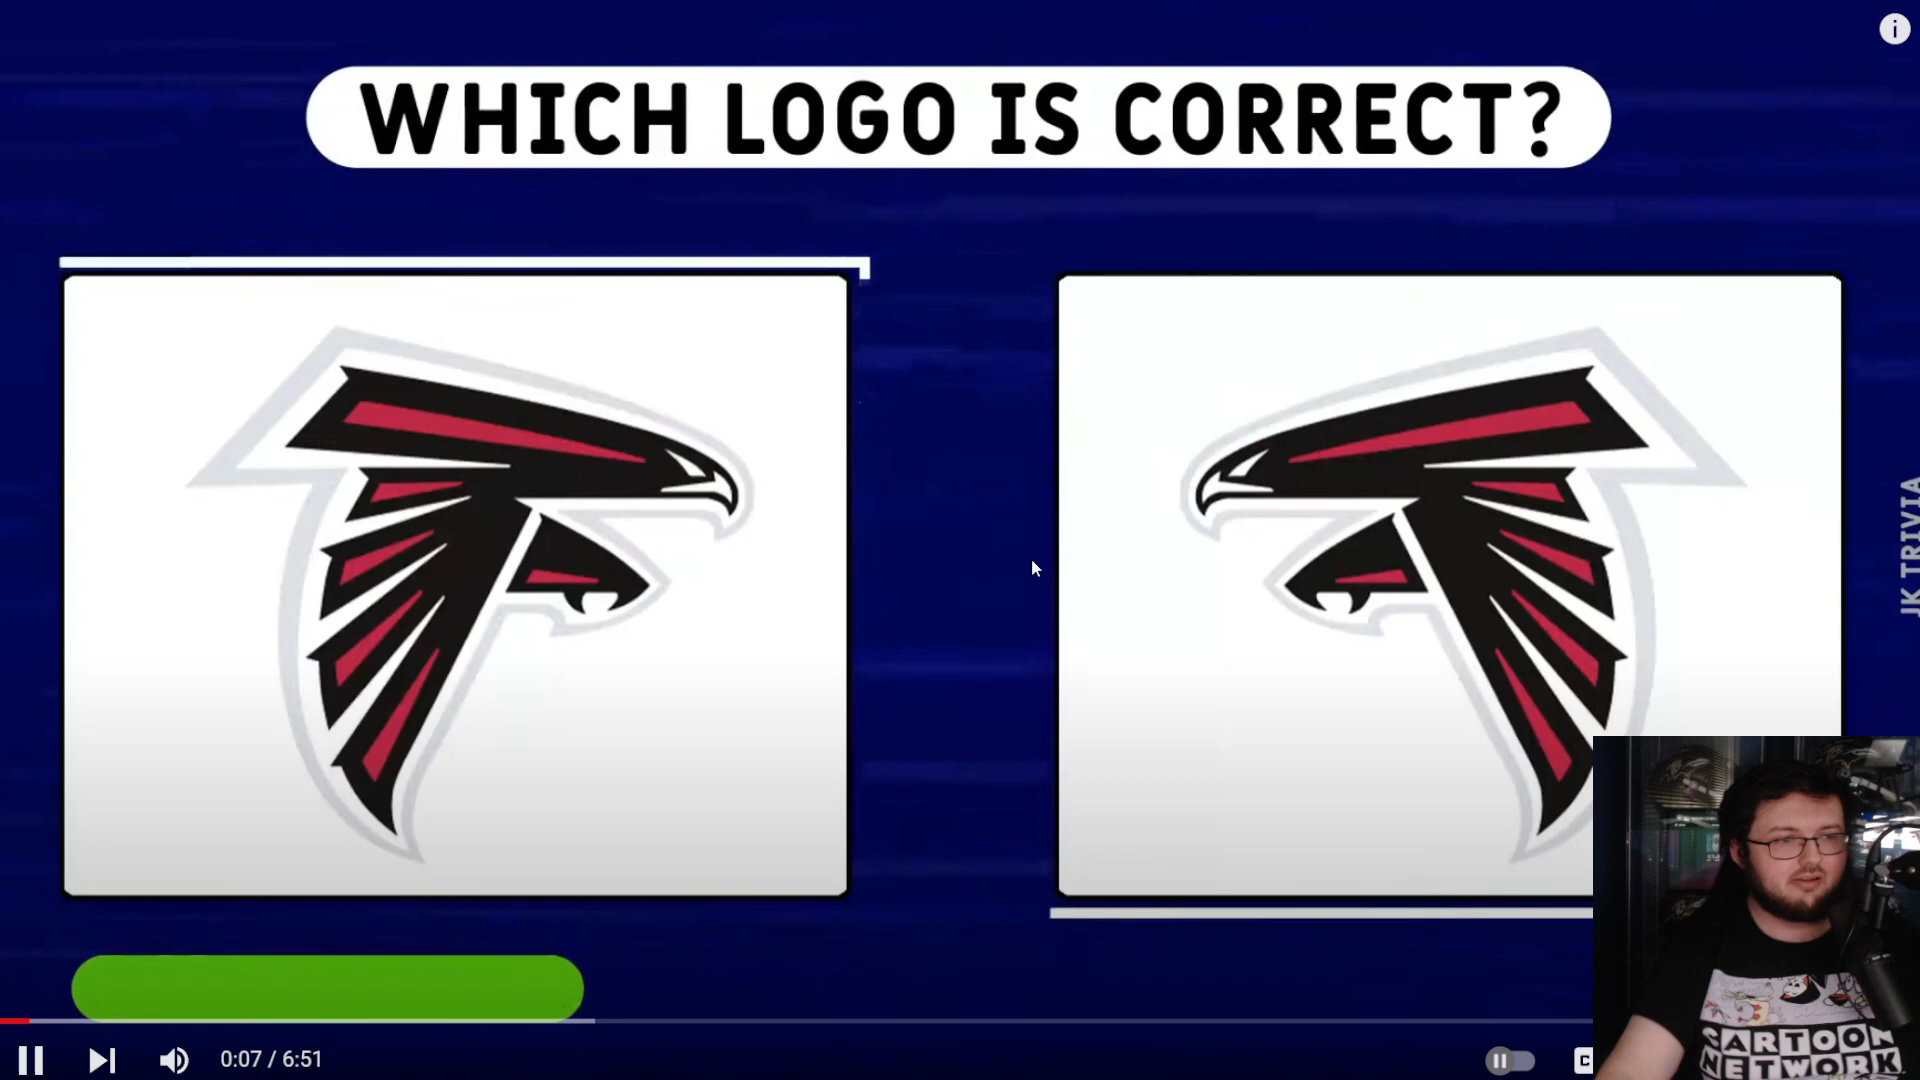 WHICH LOGO IS CORRECT?
JK TRIVIA
0:07 / 6:51
CARTOON
NETWORK